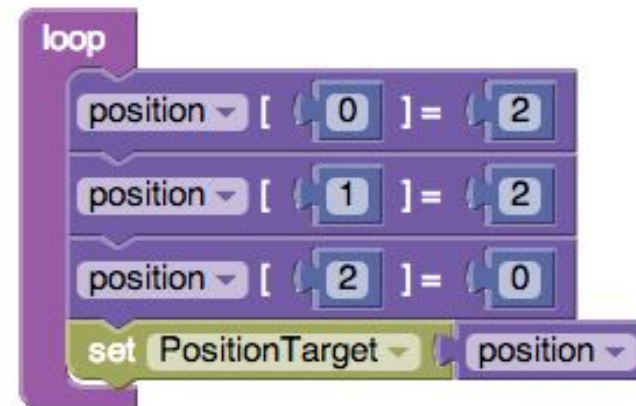 loop
position [ 0 ] = 2
position [ 1 ] = 2
position [ 2 ] = 0
set PositionTarget position